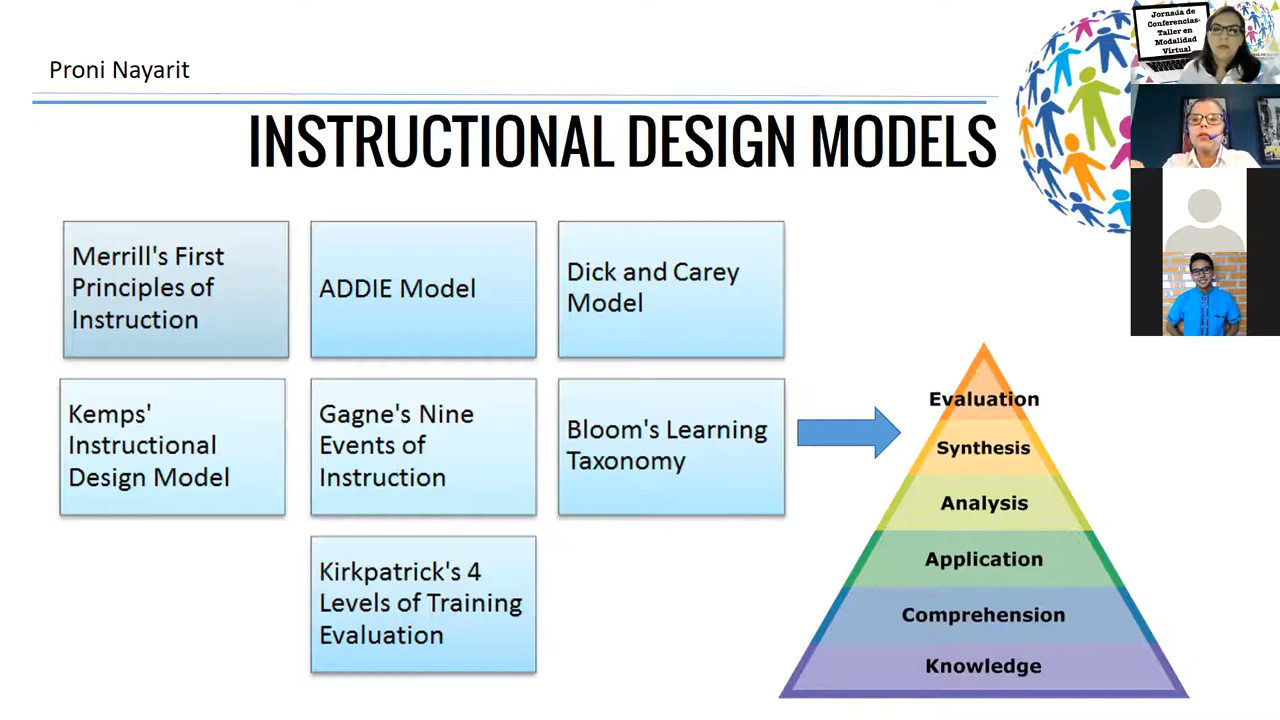 Proni Nayarit
INSTRUCTIONAL DESIGN MODELS
Jornada de
Conferencias-
Taller en
Modalidad
Virtual
Merrill's First
Principles of
Instruction
ADDIE Model
Dick and Carey
Model
Kemps'
Instructional
Design Model
Gagne's Nine
Events of
Instruction
Bloom's Learning
Taxonomy
Kirkpatrick's 4
Levels of Training
Evaluation
Evaluation
Synthesis
Analysis
Application
Comprehension
Knowledge